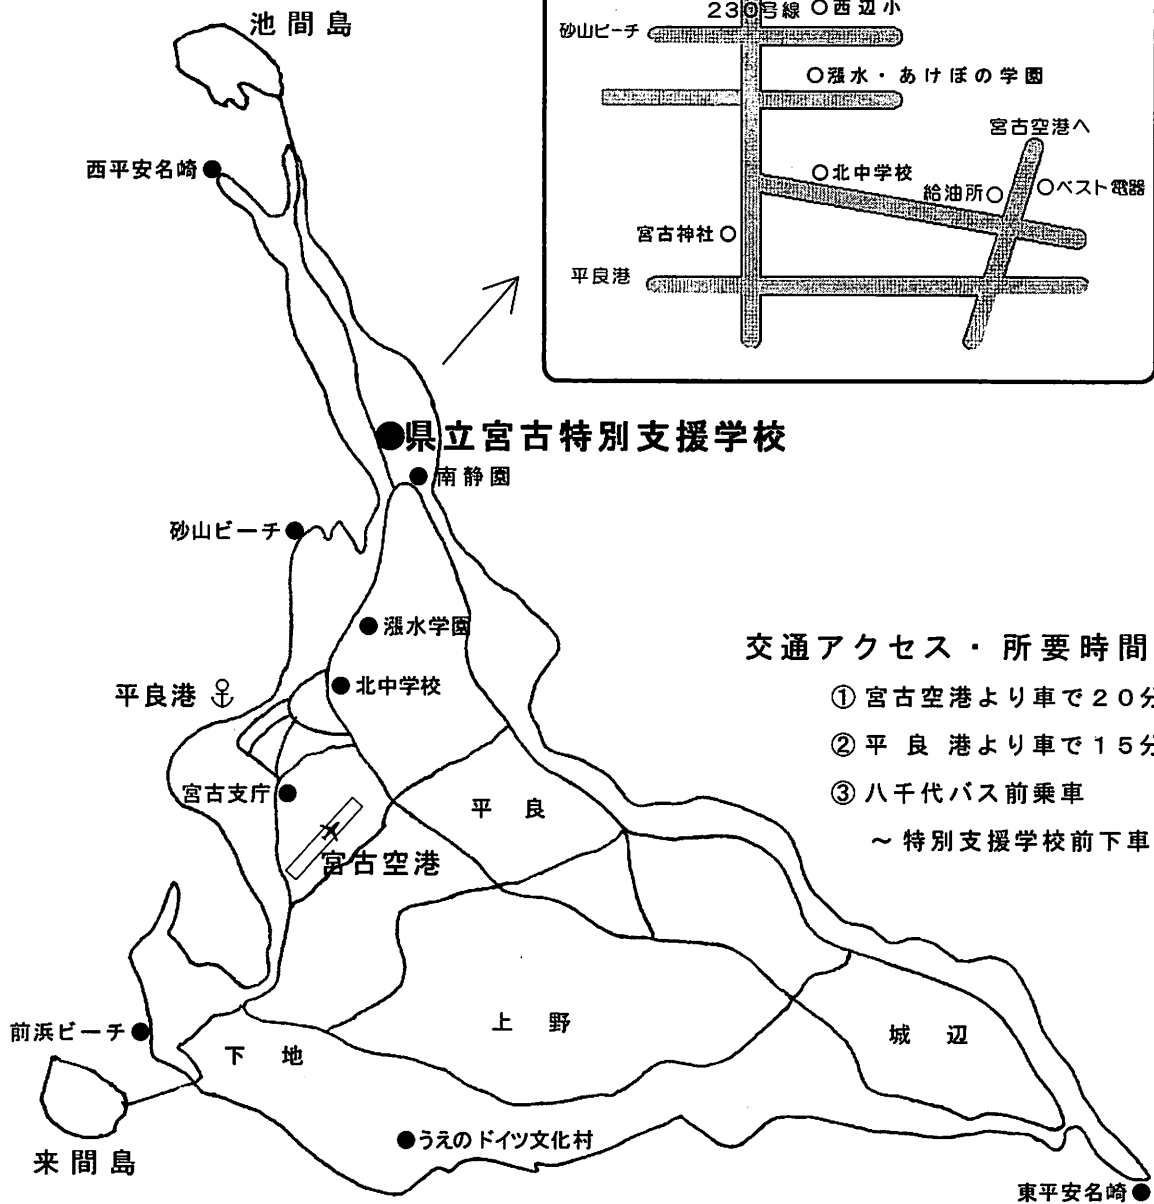 池間島
230号線
西辺小
砂山ビーチ
漲水・あけぼの学園
宮古空港へ
西平安名崎
北中学校
給油所
ベスト電器
宮古神社
平良港
県立宮古特別支援学校
南静園
砂山ビーチ
漲水学園
交通アクセス・所要時間
北中学校
平良港
①宮古空港より車で20分
②平良港より車で15分
宮古支庁
③八千代バス前乗車
平良
～特別支援学校前下車
宮古空港
上野
前浜ビーチ
城辺
下地
うえのドイツ文化村
来間島
東平安名崎